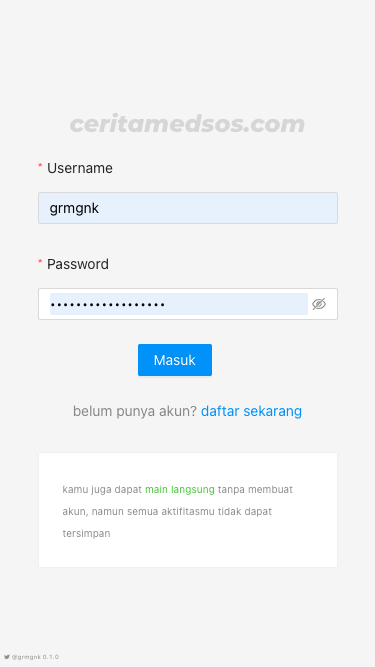 ceritamedsos.com
* Username
grmgnk
* Password
••••••••••••••••••
Masuk
belum punya akun? daftar sekarang
kamu juga dapat main langsung tanpa membuat
akun, namun semua aktifitasmu tidak dapat
tersimpan
@grmgnk 0.1.0